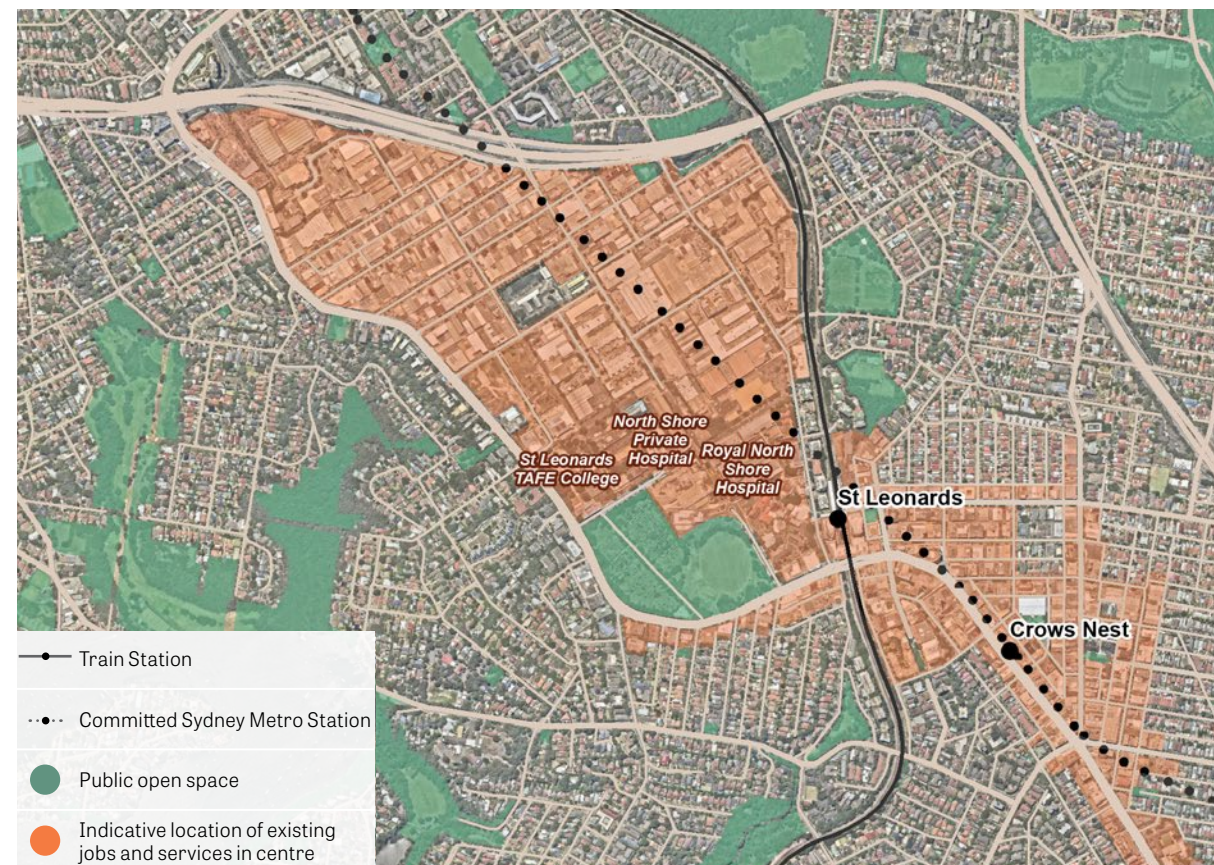 North Shore
Private
Hospital
Royal North
Shore
Hospital
St Leonards
TAFE College
St Leonards
Crows Nest
Train Station
Committed Sydney Metro Station
Public open space
Indicative location of existing
jobs and services in centre